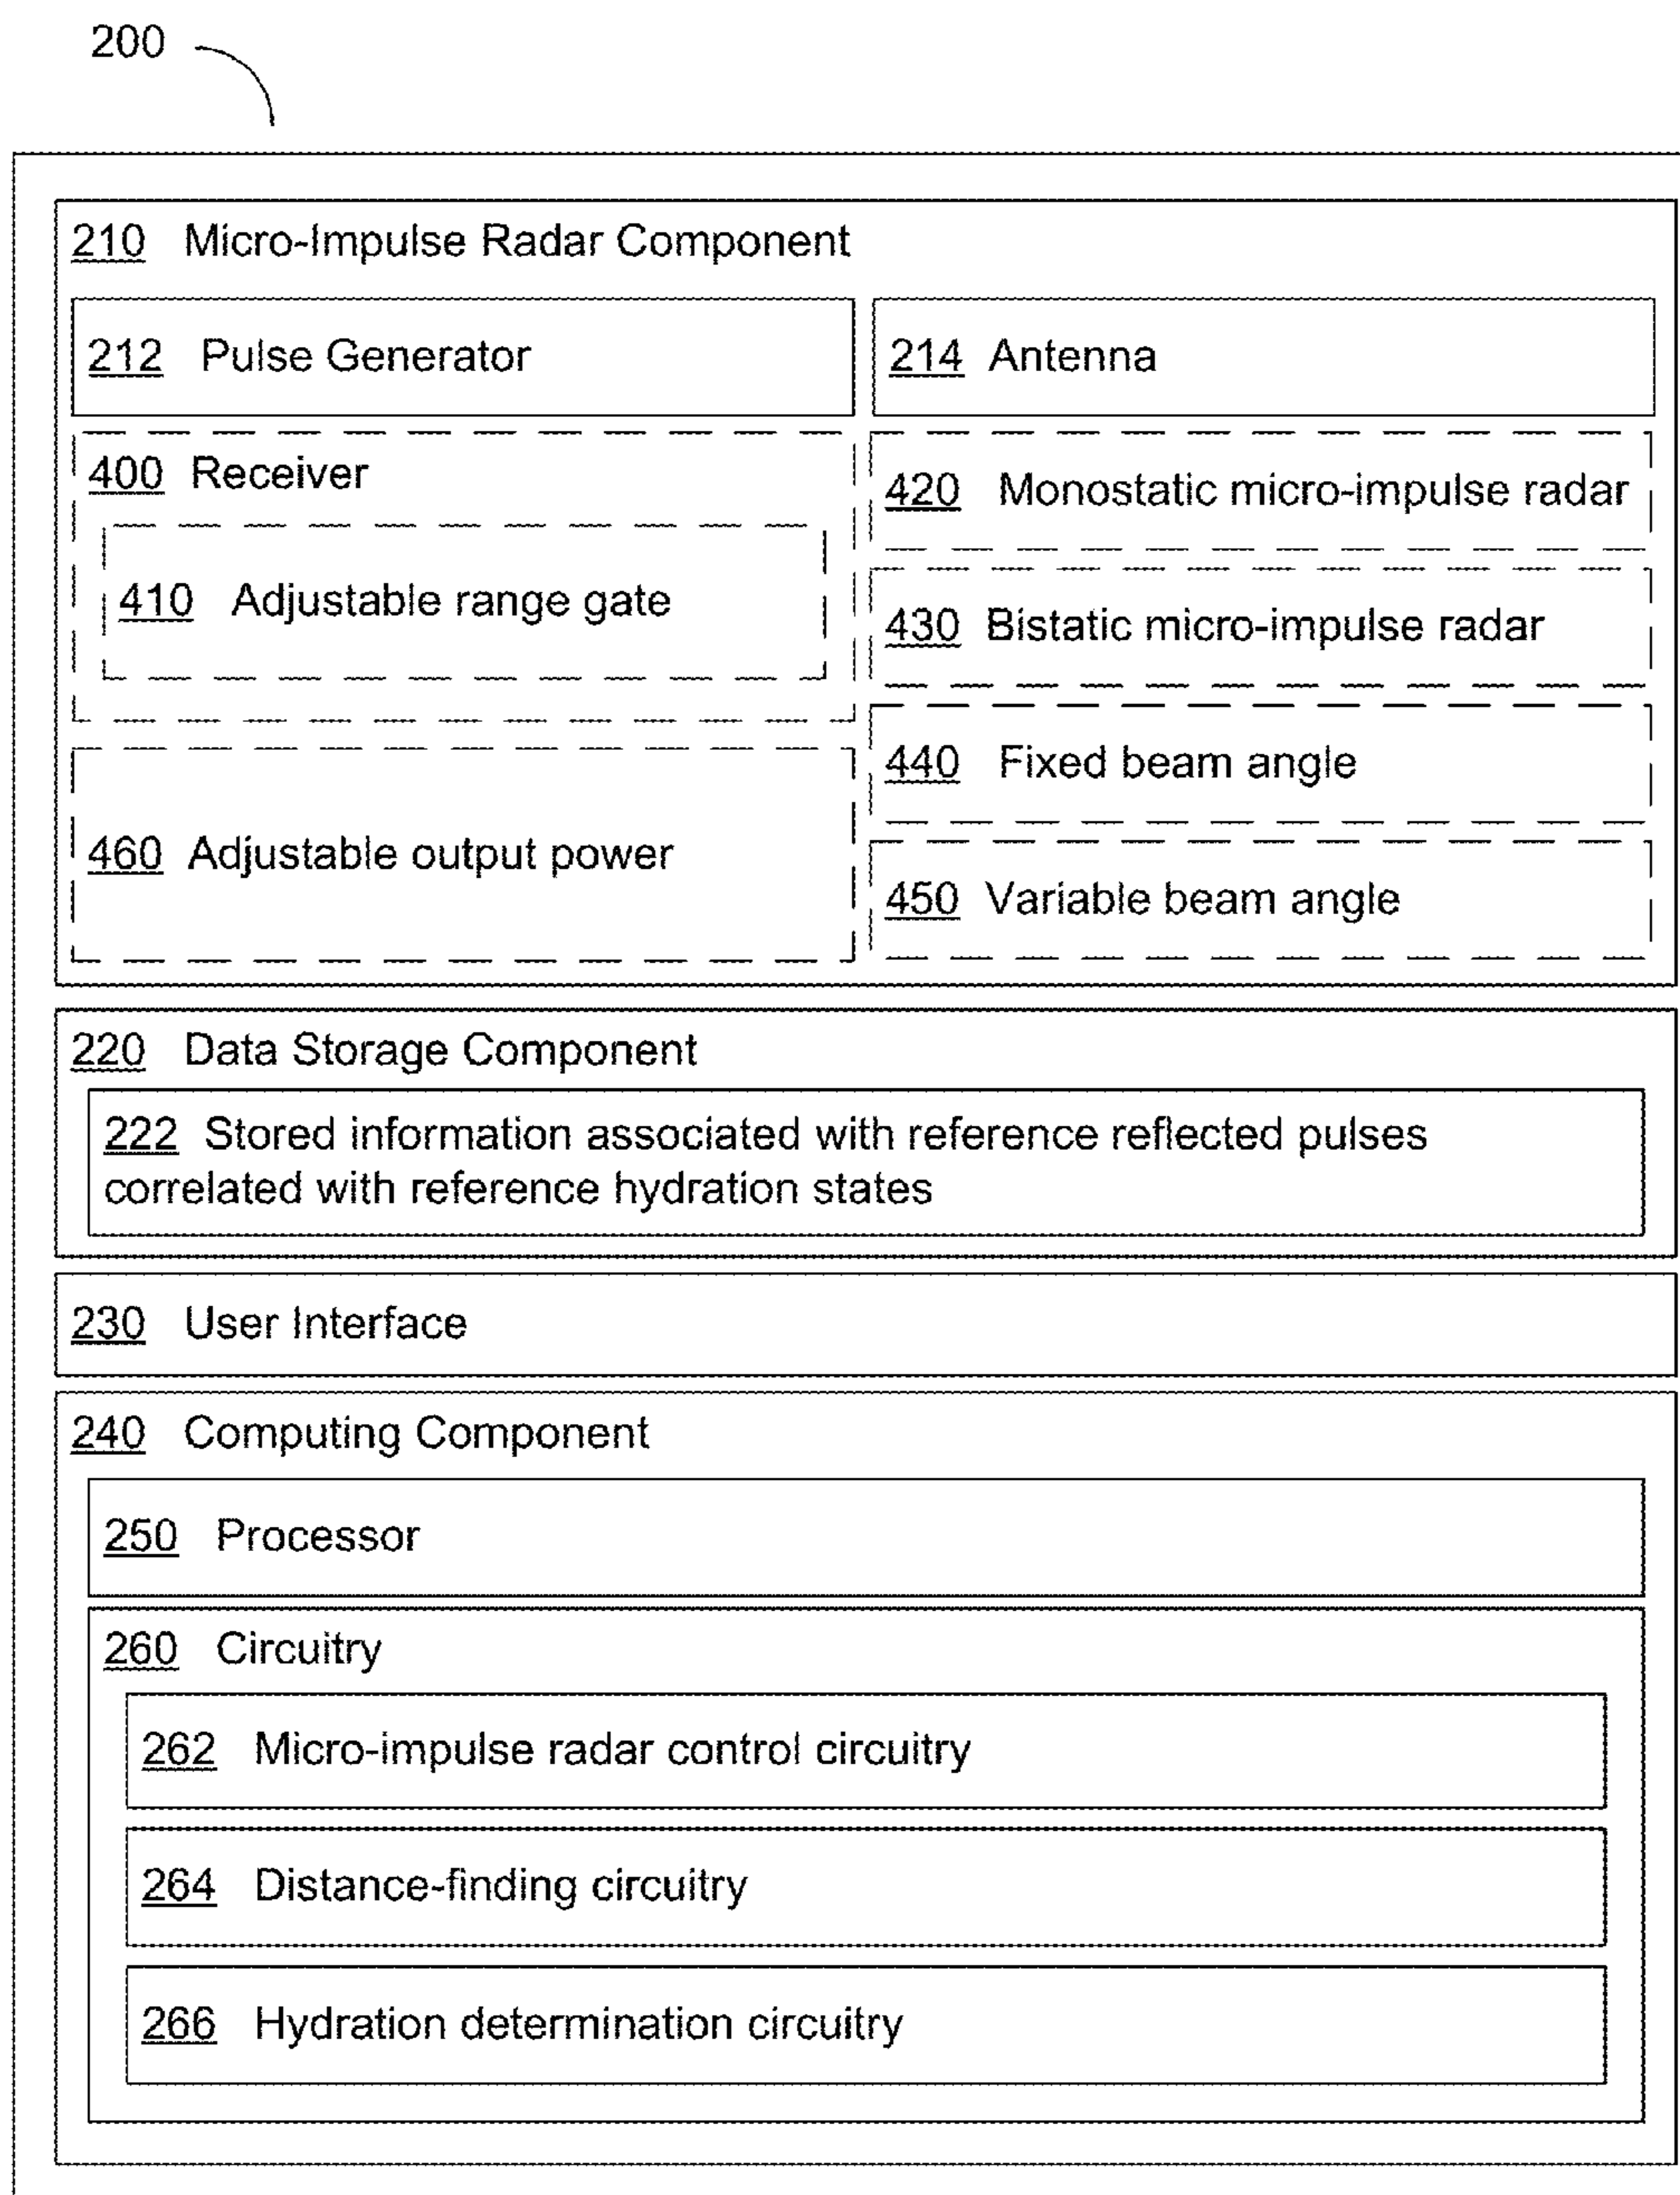 200
210 Micro-Impulse Radar Component
212 Pulse Generator
214 Antenna
400 Receiver
410 Adjustable range gate
460 Adjustable output power
420 Monostatic micro-impulse radar
430 Bistatic micro-impulse radar
440 Fixed beam angle
450 Variable beam angle
220 Data Storage Component
222 Stored information associated with reference reflected pulses
correlated with reference hydration states
230 User Interface
240 Computing Component
250 Processor
260 Circuitry
262 Micro-impulse radar control circuitry
264 Distance-finding circuitry
266 Hydration determination circuitry